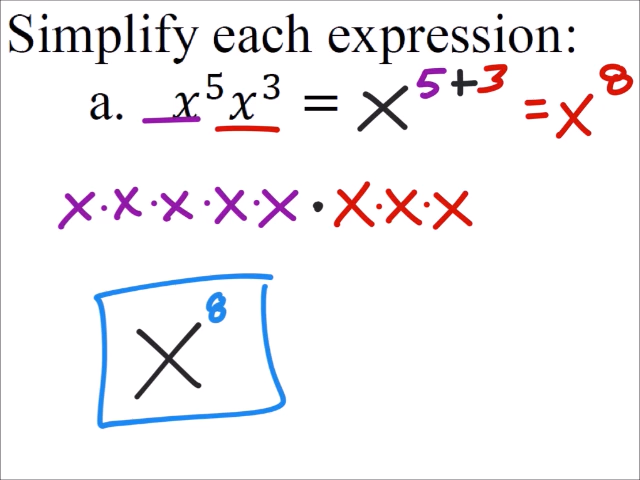 Simplify each expression:
a. x⁵x³ = x⁵⁺³ = x⁸
x·x·x·x·x·x·x·x
x⁸